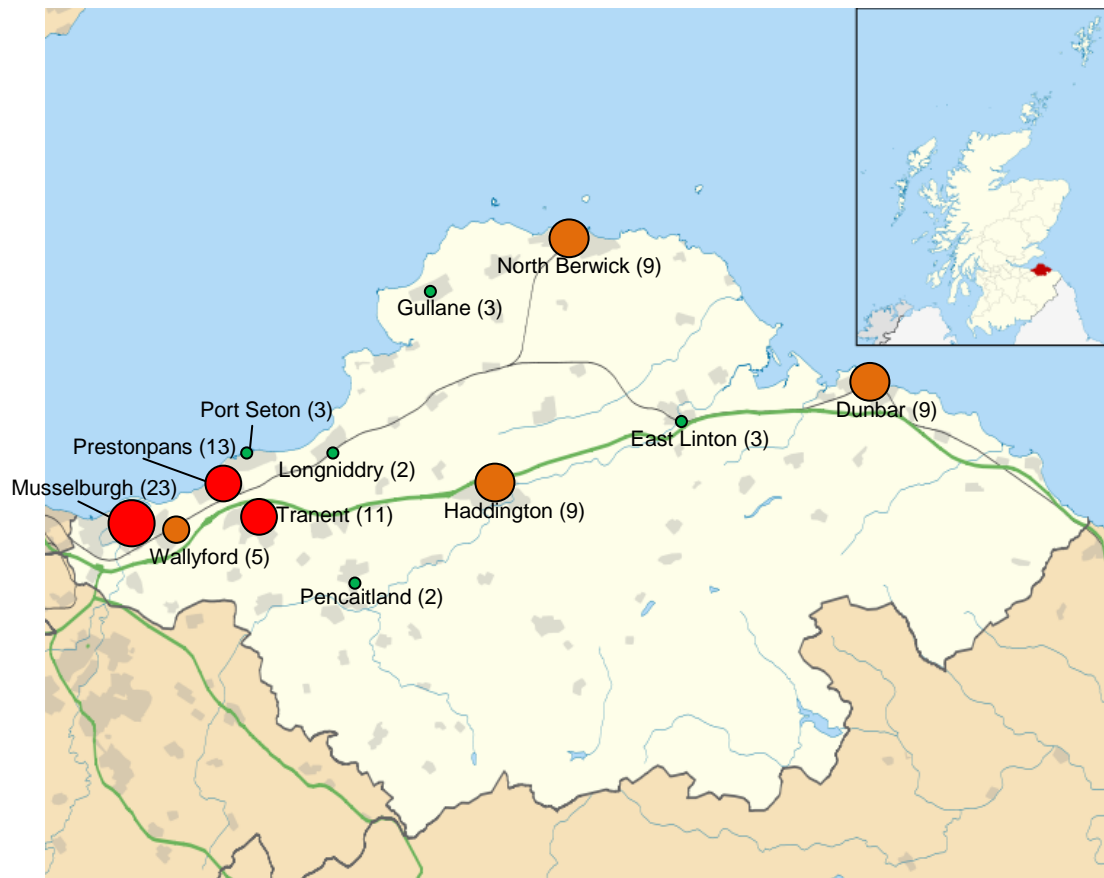 North Berwick (9)
Gullane (3)
Dunbar (9)
Port Seton (3)
East Linton (3)
Prestonpans (13)
Longniddry (2)
Musselburgh (23)
Haddington (9)
Tranent (11)
Wallyford (5)
Pencaitland (2)